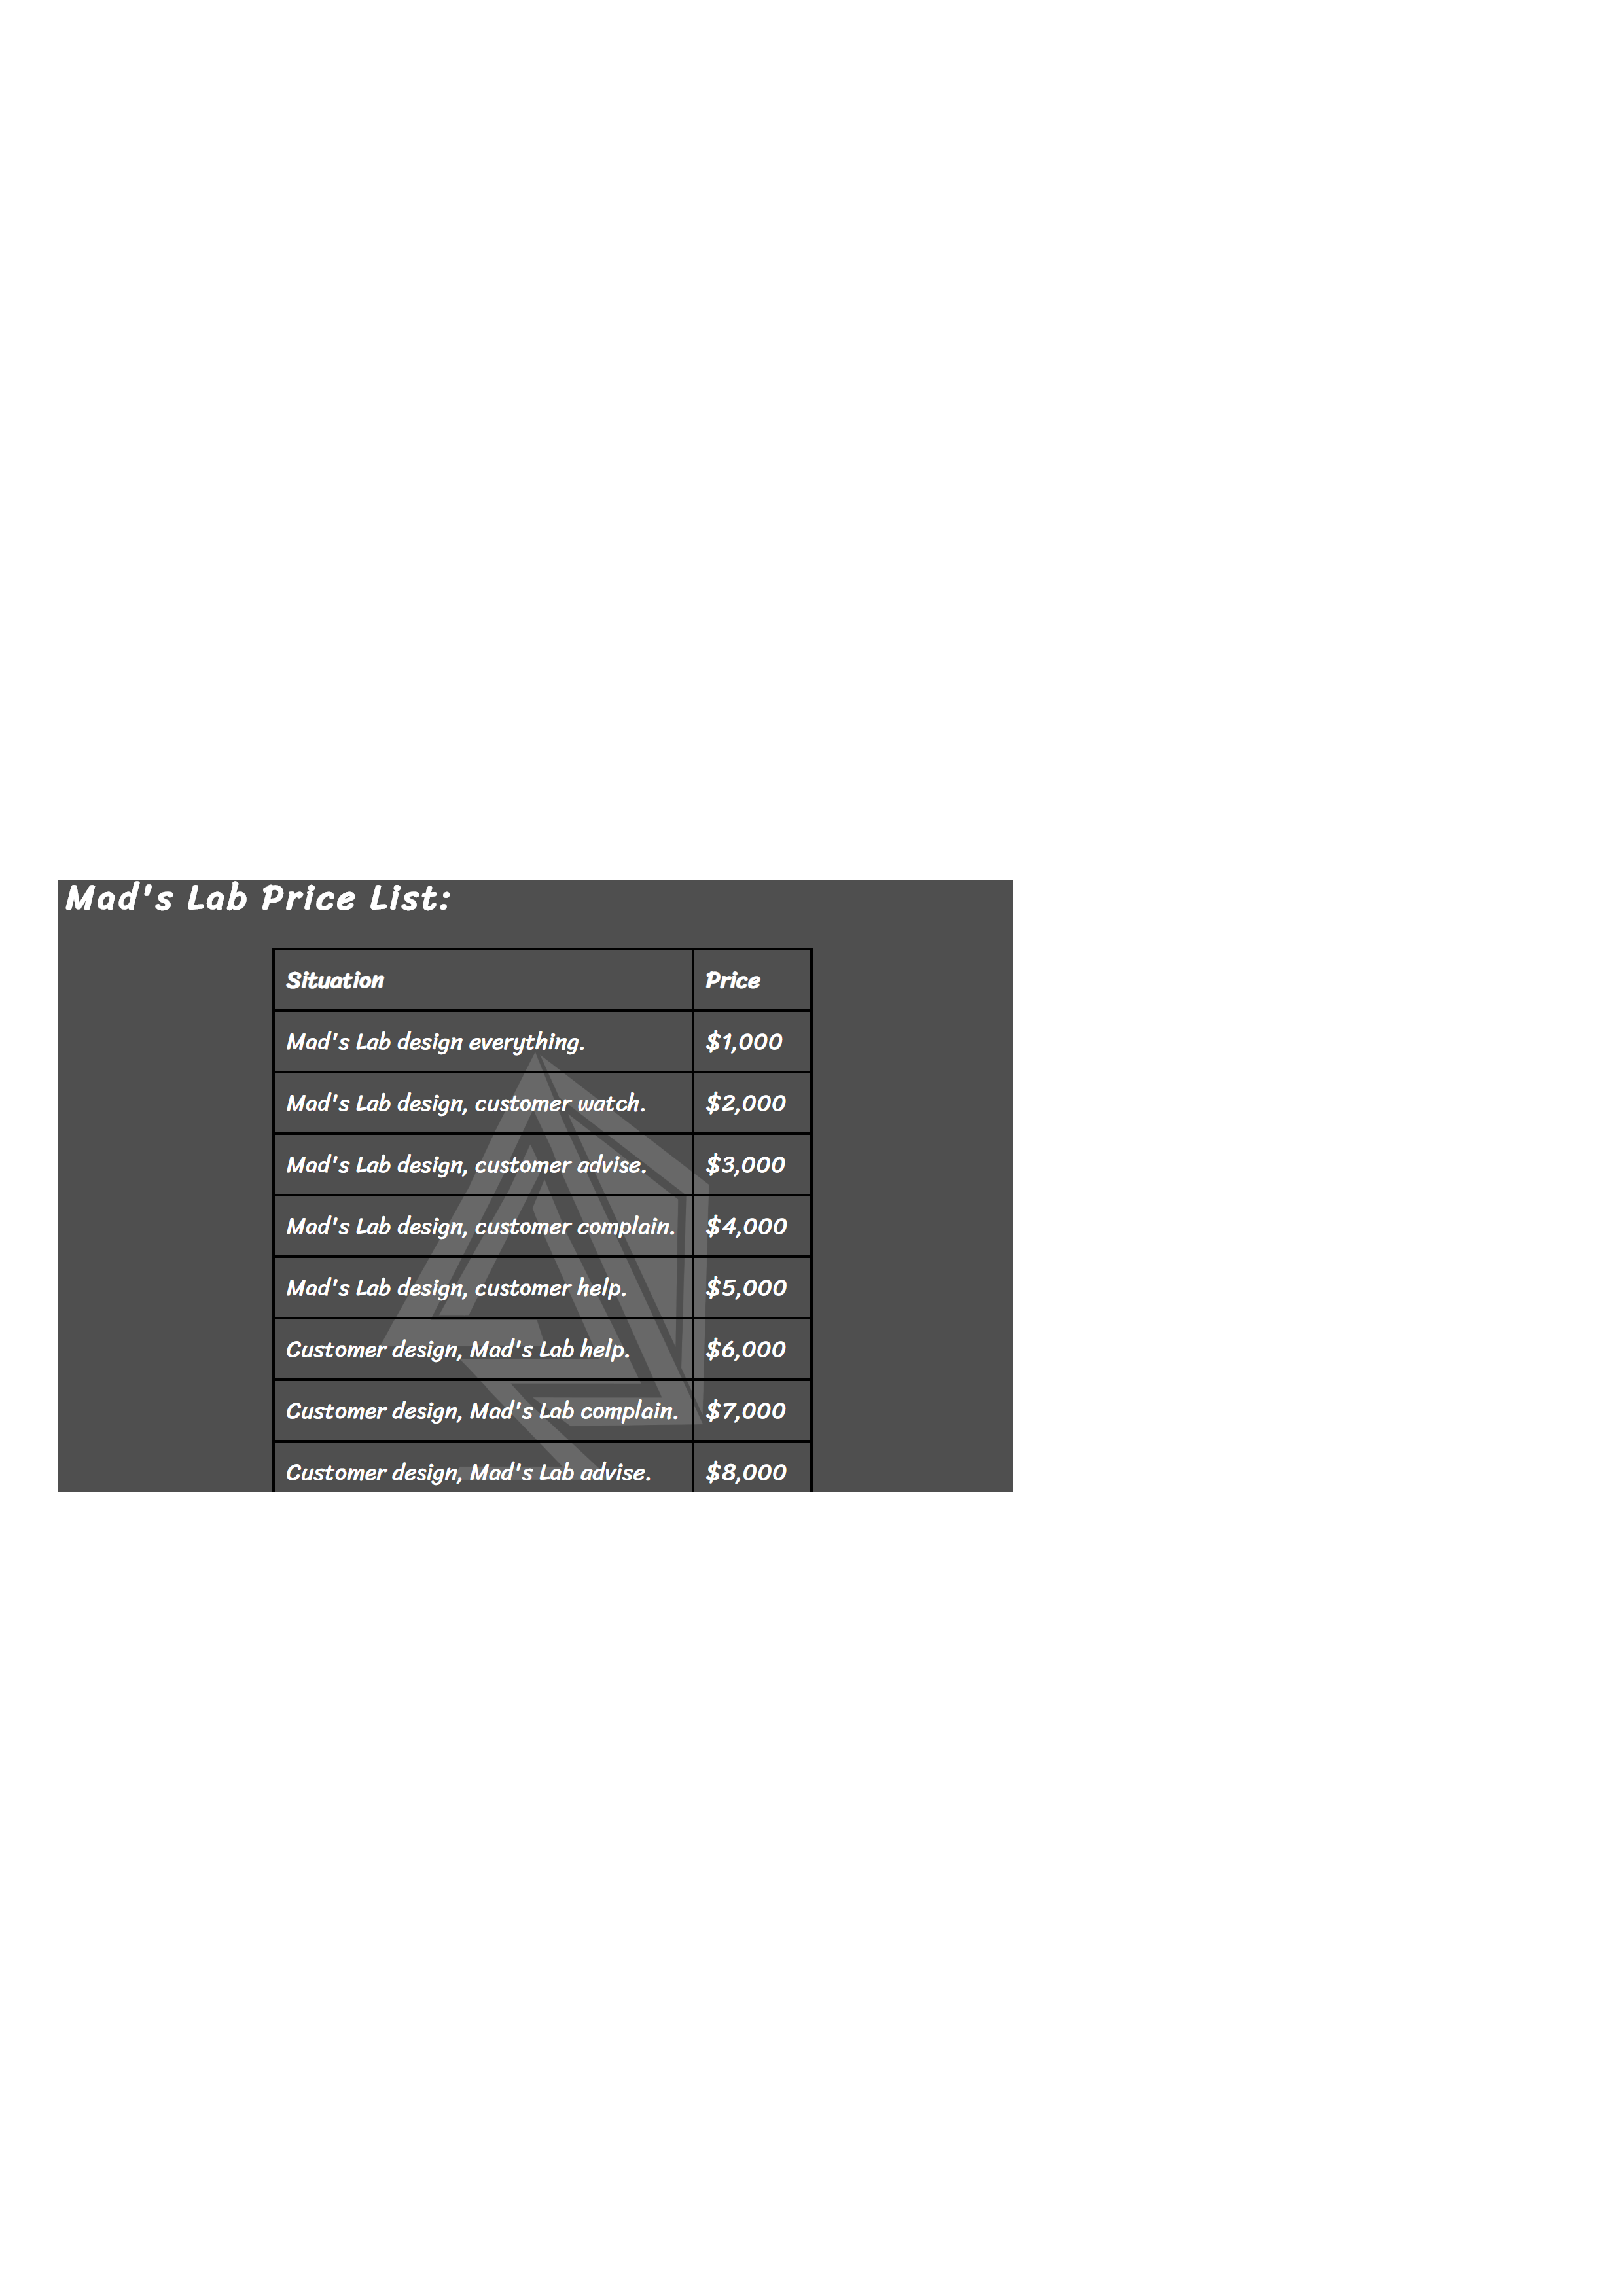 Mad's Lab Price List:
Situation Price
Mad's Lab design everything. $1,000
Mad's Lab design, customer watch. $2,000
Mad's Lab design, customer advise. $3,000
Mad's Lab design, customer complain. $4,000
Mad's Lab design, customer help. $5,000
Customer design, Mad's Lab help. $6,000
Customer design, Mad's Lab complain. $7,000
Customer design, Mad's Lab advise. $8,000